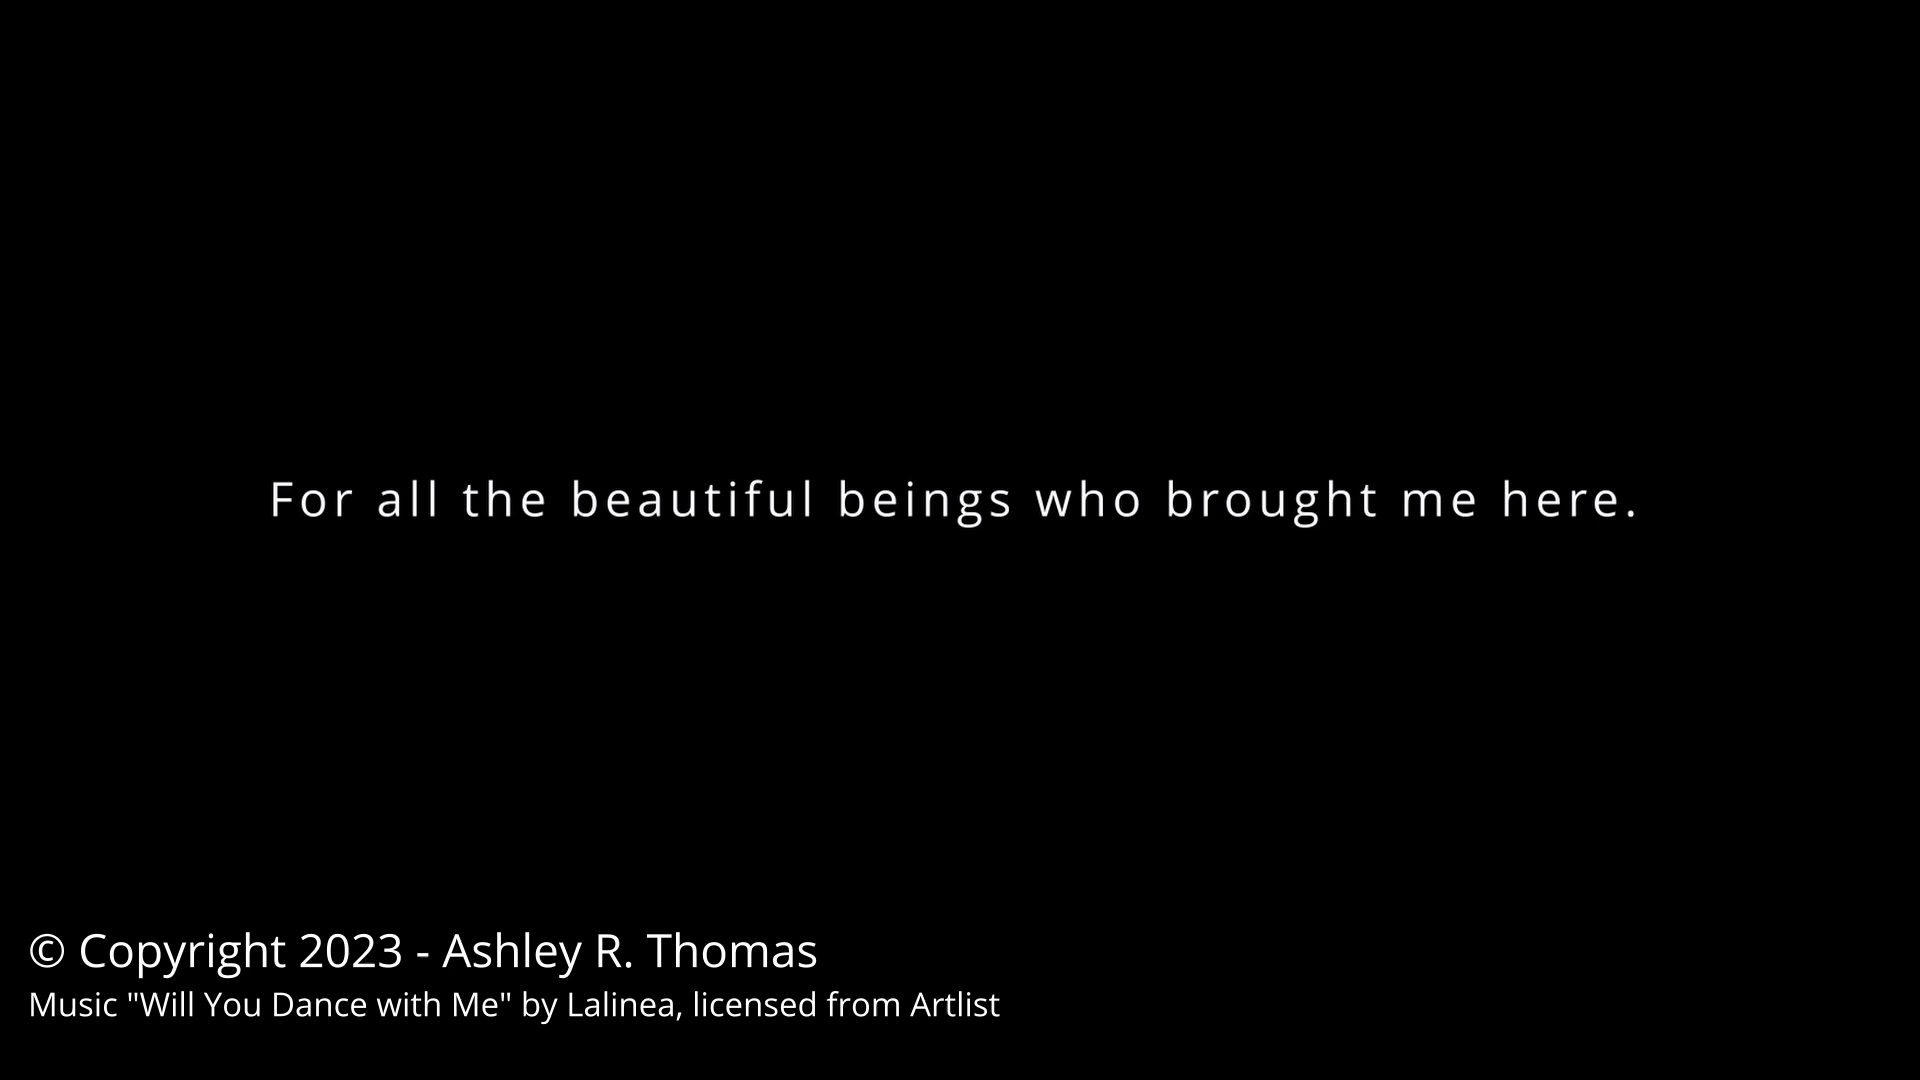 For all the beautiful beings who brought me here.
© Copyright 2023 - Ashley R. Thomas
Music "Will You Dance with Me" by Lalinea, licensed from Artlist